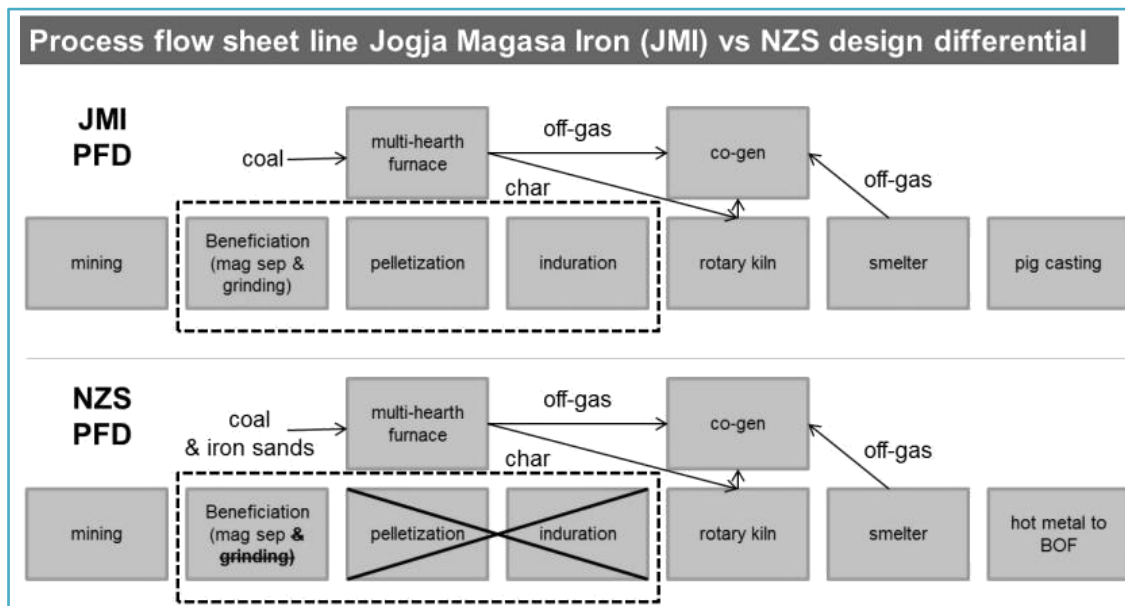 Process flow sheet line Jogja Magasa Iron (JMI) vs NZS design differential
JMI
PFD
coal
multi-hearth
furnace
off-gas
co-gen
char
off-gas
mining
Beneficiation
(mag sep &
grinding)
pelletization
induration
rotary kiln
smelter
pig casting
NZS
PFD
coal
& iron sands
multi-hearth
furnace
off-gas
co-gen
char
off-gas
mining
Beneficiation
(mag sep &
grinding)
pelletization
induration
rotary kiln
smelter
hot metal to
BOF